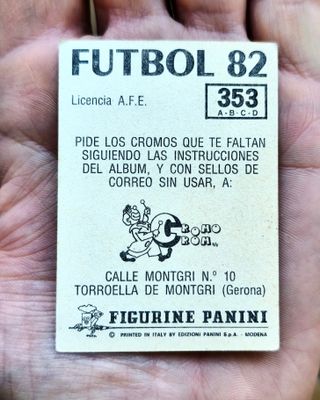 FUTBOL 82
Licencia A.F.E.
353
A-B-C-D
PIDE LOS CROMOS QUE TE FALTAN
SIGUIENDO LAS INSTRUCCIONES
DEL ALBUM, Y CON SELLOS DE
CORREO SIN USAR, A:
CROMO
CROM
CALLE MONTGRI N.º 10
TORROELLA DE MONTGRI (Gerona)
FIGURINE PANINI
© PRINTED IN ITALY BY EDIZIONI PANINI S.p.A. - MODENA